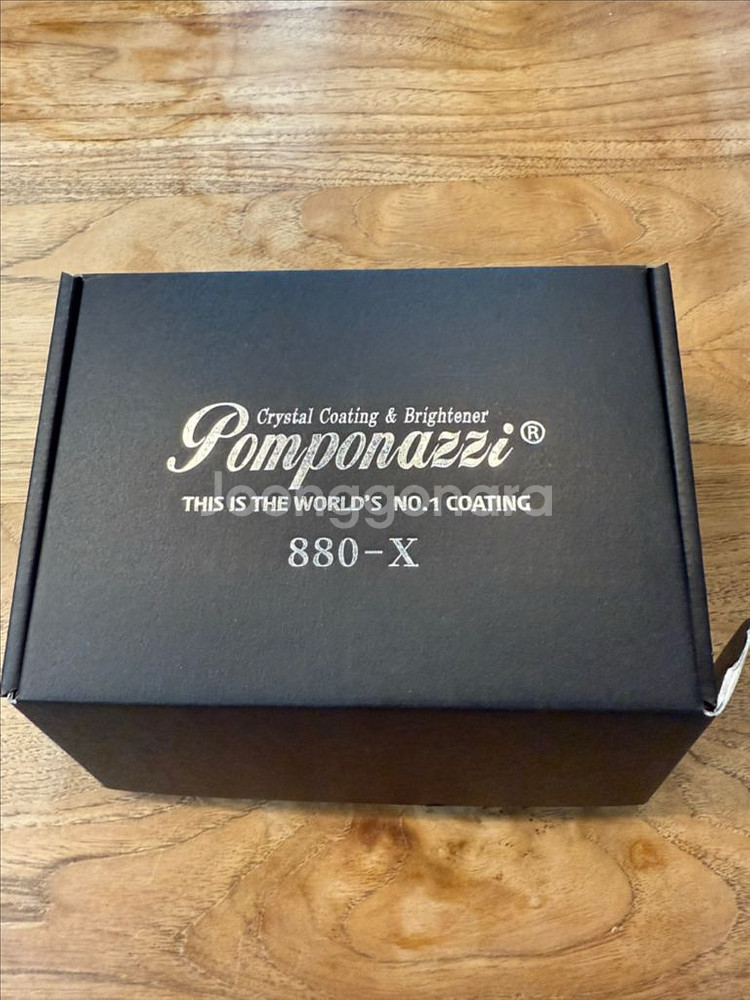 Crystal Coating & Brightener
Pomponazzi®
THIS IS THE WORLD'S NO.1 COATING
Joonggonara
880-X